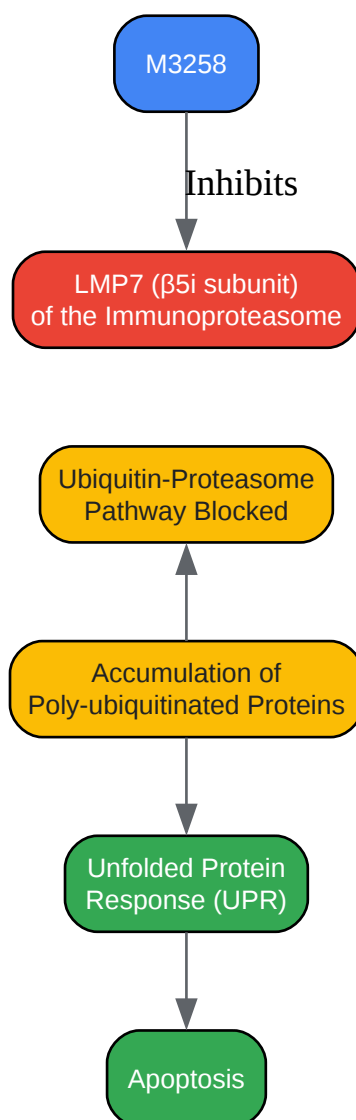 M3258
Inhibits
LMP7 (β5i subunit)
of the Immunoproteasome
Ubiquitin-Proteasome
Pathway Blocked
Accumulation of
Poly-ubiquitinated Proteins
Unfolded Protein
Response (UPR)
Apoptosis